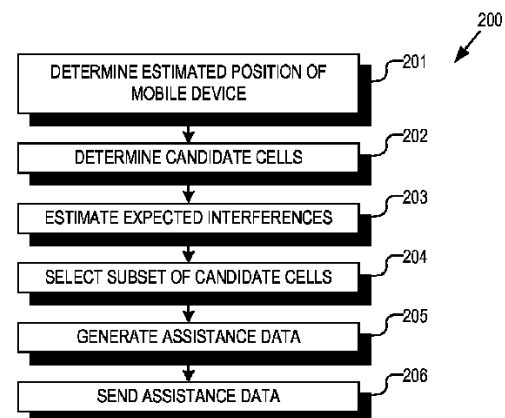 200
DETERMINE ESTIMATED POSITION OF
MOBILE DEVICE
201
DETERMINE CANDIDATE CELLS
202
ESTIMATE EXPECTED INTERFERENCES
203
SELECT SUBSET OF CANDIDATE CELLS
204
GENERATE ASSISTANCE DATA
205
SEND ASSISTANCE DATA
206